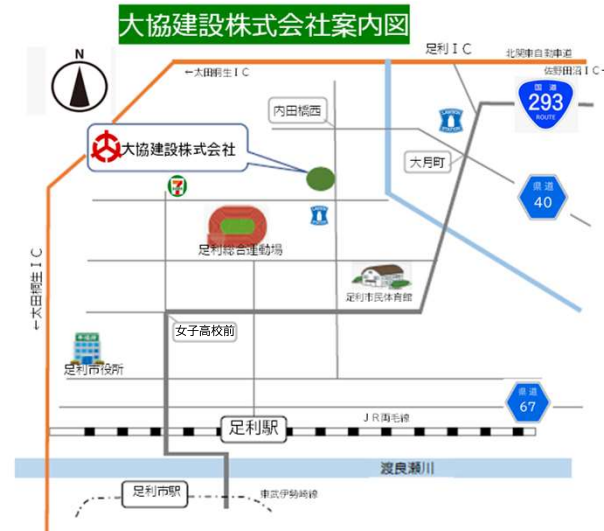 大協建設株式会社案内図
足利ＩＣ
北関東自動車道
N
←太田桐生ＩＣ
佐野田沼ＩＣ→
国道
293
ROUTE
内田橋西
LAWSON
STATION
大協建設株式会社
大月町
7
県道
40
足利総合運動場
←太田桐生ＩＣ
足利市民体育館
女子高校前
足利市役所
県道
67
ＪＲ両毛線
足利駅
渡良瀬川
足利市駅
東武伊勢崎線